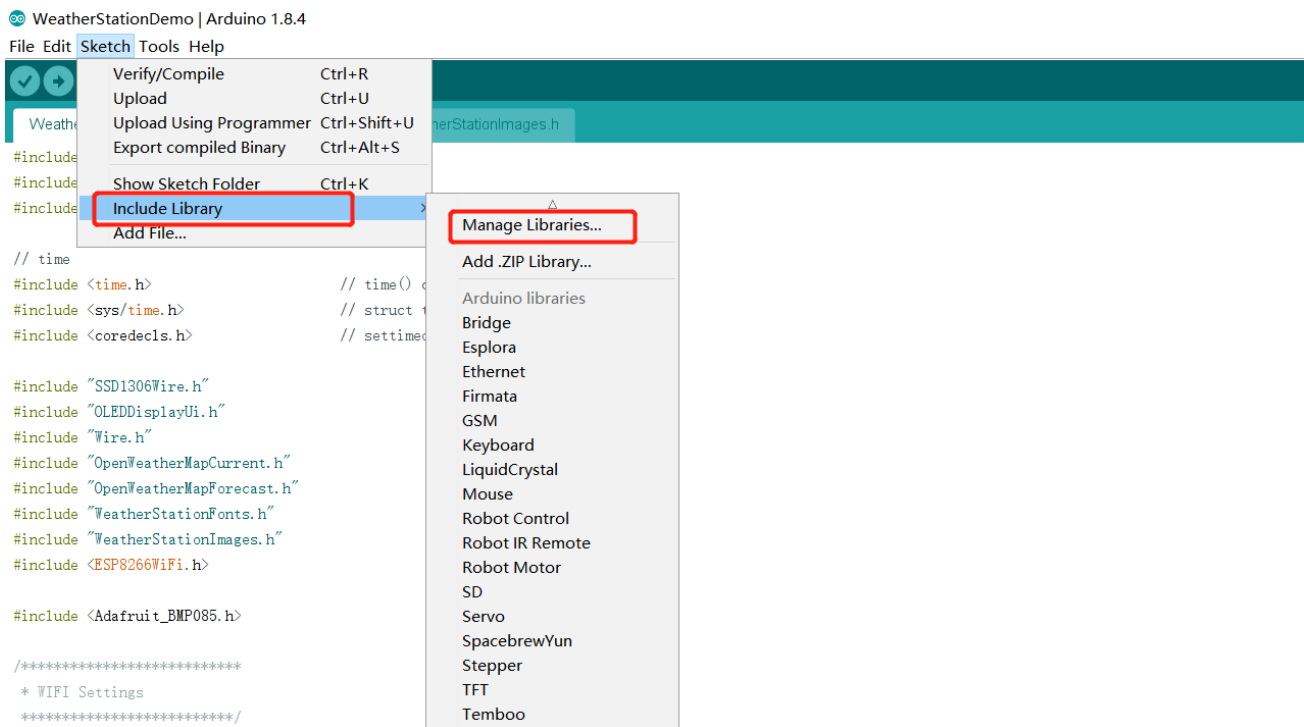 WeatherStationDemo | Arduino 1.8.4
File Edit Sketch Tools Help
Verify/Compile Ctrl+R
Upload Ctrl+U
Upload Using Programmer Ctrl+Shift+U
Export compiled Binary Ctrl+Alt+S
Show Sketch Folder Ctrl+K
Include Library
Add File...
Manage Libraries...
Add .ZIP Library...
Arduino libraries
Bridge
Esplora
Ethernet
Firmata
GSM
Keyboard
LiquidCrystal
Mouse
Robot Control
Robot IR Remote
Robot Motor
SD
Servo
SpacebrewYun
Stepper
TFT
Temboo
#include
#include
#include
// time
#include <time.h> // time()
#include <sys/time.h> // struct
#include <coredecls.h> //
#include "SSD1306Wire.h"
#include "OLEDDisplayUi.h"
#include "Wire.h"
#include "OpenWeatherMapCurrent.h"
#include "OpenWeatherMapForecast.h"
#include "WeatherStationFonts.h"
#include "WeatherStationImages.h"
#include <ESP8266WiFi.h>
#include <Adafruit_BMP085.h>
/***************************
* WIFI Settings
**************************/